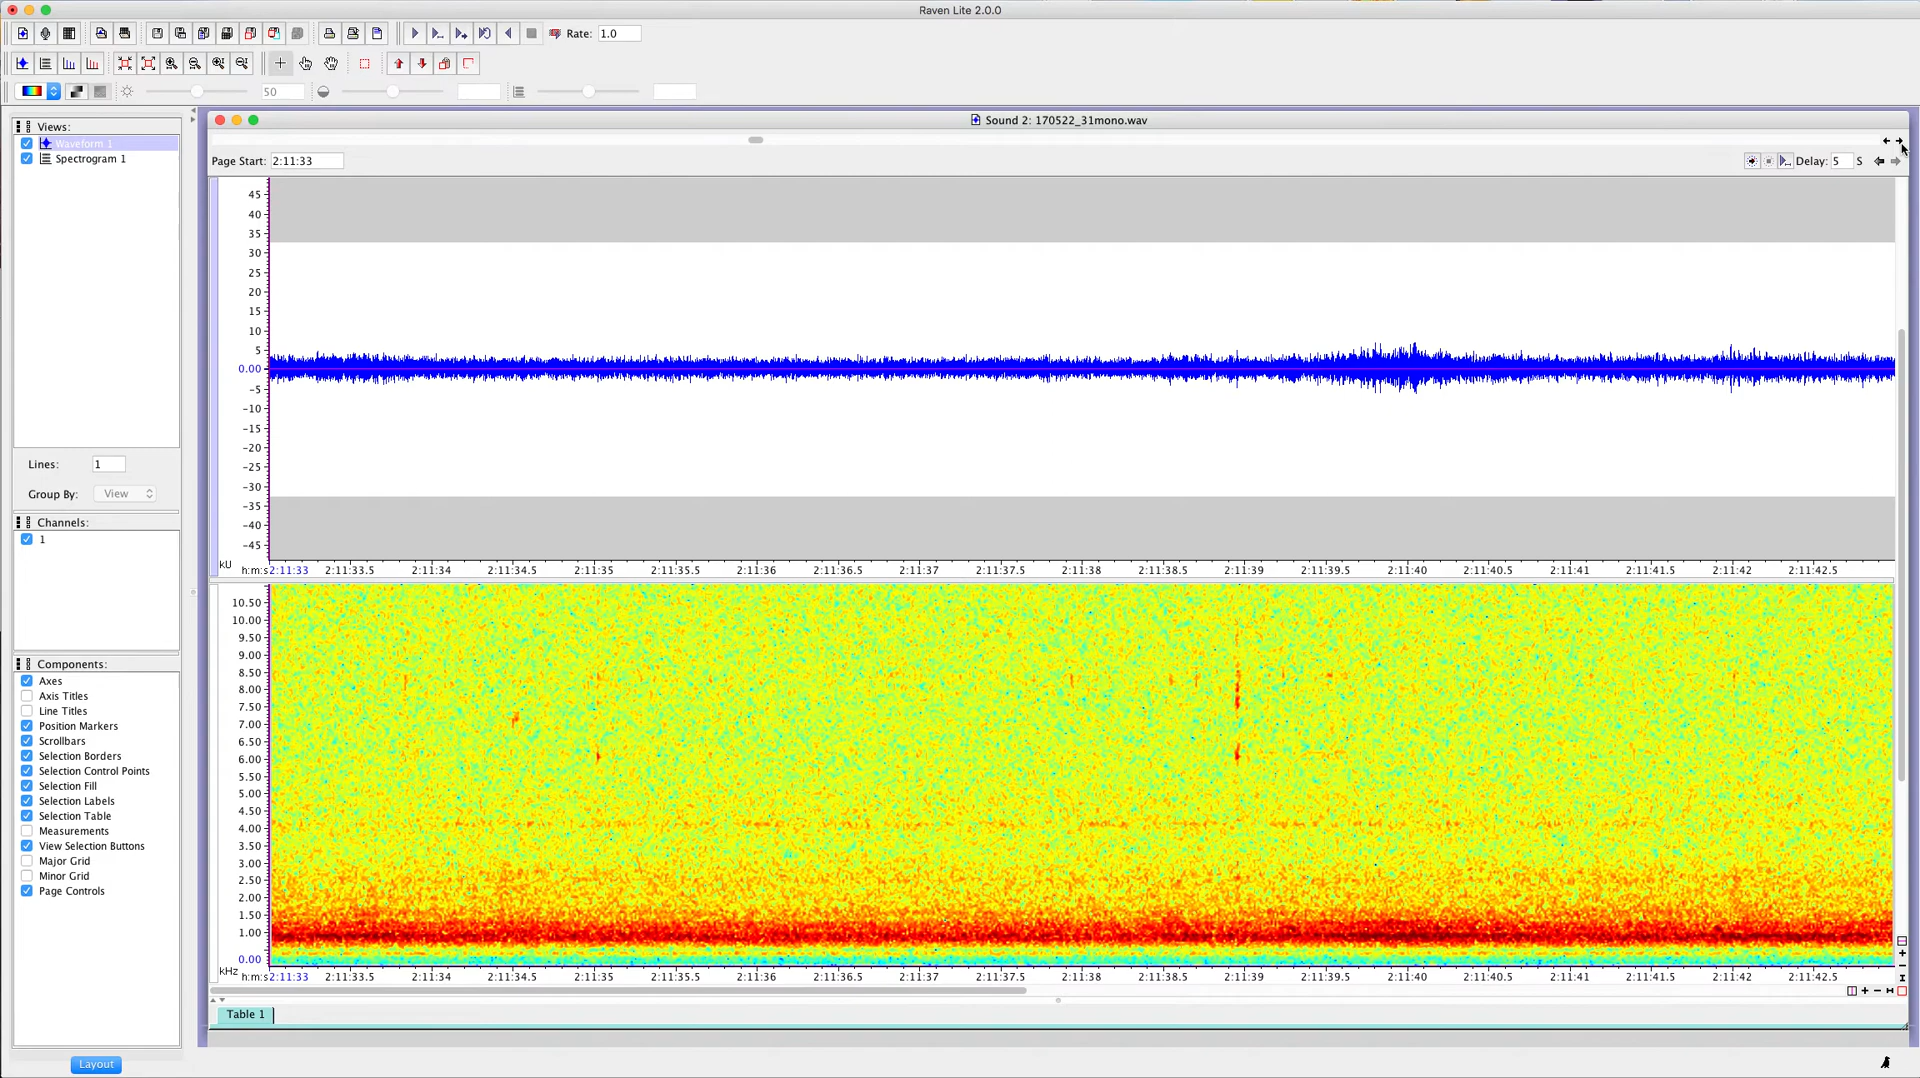 Raven Lite 2.0.0
Rate: 1.0
50
Views:
Waveform 1
Spectrogram 1
Lines: 1
Group By: View
Channels:
1
Components:
Axes
Axis Titles
Line Titles
Position Markers
Scrollbars
Selection Borders
Selection Control Points
Selection Fill
Selection Labels
Selection Table
Measurements
View Selection Buttons
Major Grid
Minor Grid
Page Controls
Layout
Sound 2: 170522_31mono.wav
Page Start: 2:11:33
Delay: 5 S
45
40
35
30
25
20
15
10
5
0.00
-5
-10
-15
-20
-25
-30
-35
-40
-45
kU
h:m:s 2:11:33 2:11:33.5 2:11:34 2:11:34.5 2:11:35 2:11:35.5 2:11:36 2:11:36.5 2:11:37 2:11:37.5 2:11:38 2:11:38.5 2:11:39 2:11:39.5 2:11:40 2:11:40.5 2:11:41 2:11:41.5 2:11:42 2:11:42.5
10.50
10.00
9.50
9.00
8.50
8.00
7.50
7.00
6.50
6.00
5.50
5.00
4.50
4.00
3.50
3.00
2.50
2.00
1.50
1.00
0.00
kHz
h:m:s 2:11:33 2:11:33.5 2:11:34 2:11:34.5 2:11:35 2:11:35.5 2:11:36 2:11:36.5 2:11:37 2:11:37.5 2:11:38 2:11:38.5 2:11:39 2:11:39.5 2:11:40 2:11:40.5 2:11:41 2:11:41.5 2:11:42 2:11:42.5
Table 1